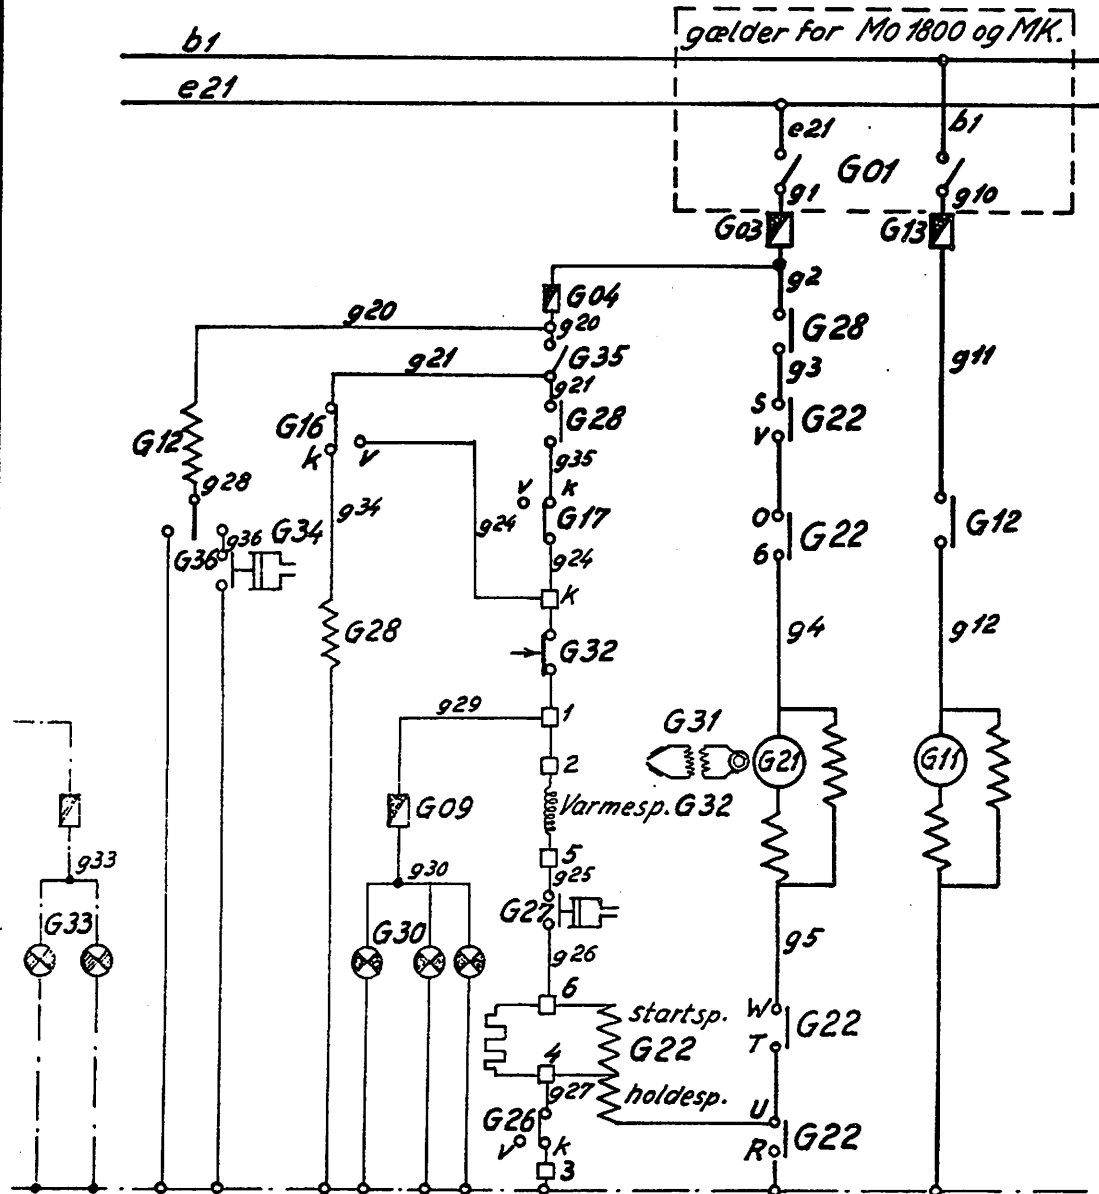 gælder for Mo 1800 og MK.
b1
e21
e21
b1
G01
g1
g10
G03
G13
g2
G04
g20
g20
G28
G35
g21
g21
g3
g11
G16
G28
S
G22
V
G12
k
v
g35
g28
v
k
g34
g24
G17
O
G22
G12
g36
G34
G36
g24
6
K
G28
G32
g4
g12
g29
1
G31
2
G21
G11
Varmesp. G32
G09
5
g33
g30
g25
G27
G33
G30
g26
g5
6
startsp.
W
G22
G22
T
4
g27
holdesp.
U
G26
G22
v
k
R
3